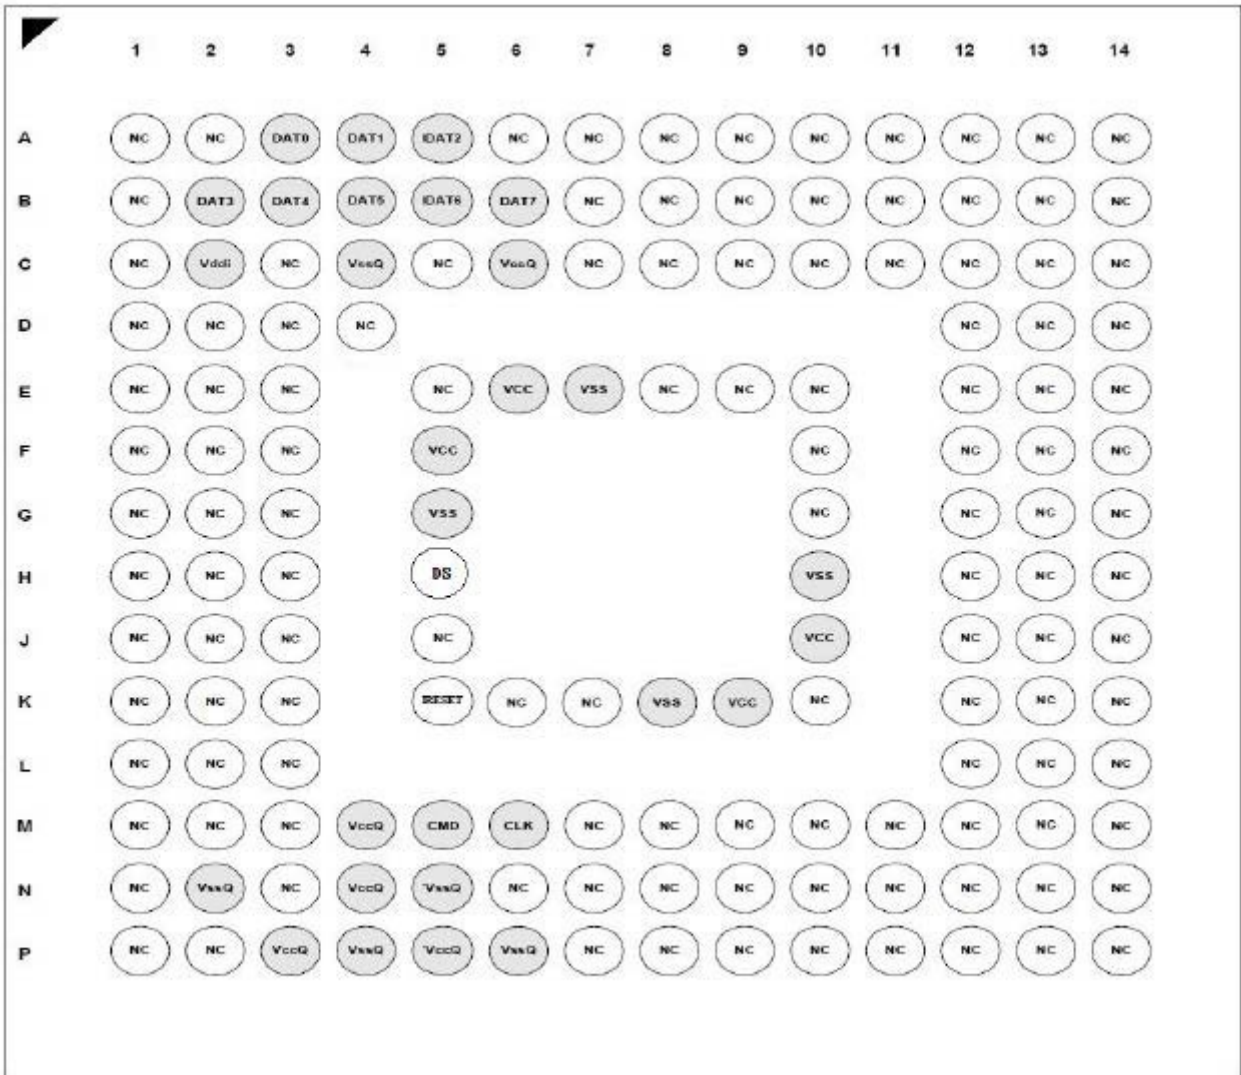 1 2 3 4 5 6 7 8 9 10 11 12 13 14
A NC NC DAT0 DAT1 DAT2 NC NC NC NC NC NC NC NC NC
B NC DAT3 DAT4 DAT5 DAT6 DAT7 NC NC NC NC NC NC NC NC
C NC Vddi NC VssQ NC VccQ NC NC NC NC NC NC NC NC
D NC NC NC NC NC NC NC
E NC NC NC NC VCC VSS NC NC NC NC NC NC
F NC NC NC VCC NC NC NC NC
G NC NC NC VSS NC NC NC NC
H NC NC NC DS VSS NC NC NC
J NC NC NC NC VCC NC NC NC
K NC NC NC RESET NC NC VSS VCC NC NC NC NC
L NC NC NC NC NC NC
M NC NC NC VccQ CMD CLK NC NC NC NC NC NC NC NC
N NC VssQ NC VccQ VssQ NC NC NC NC NC NC NC NC NC
P NC NC VccQ VssQ VccQ VssQ NC NC NC NC NC NC NC NC